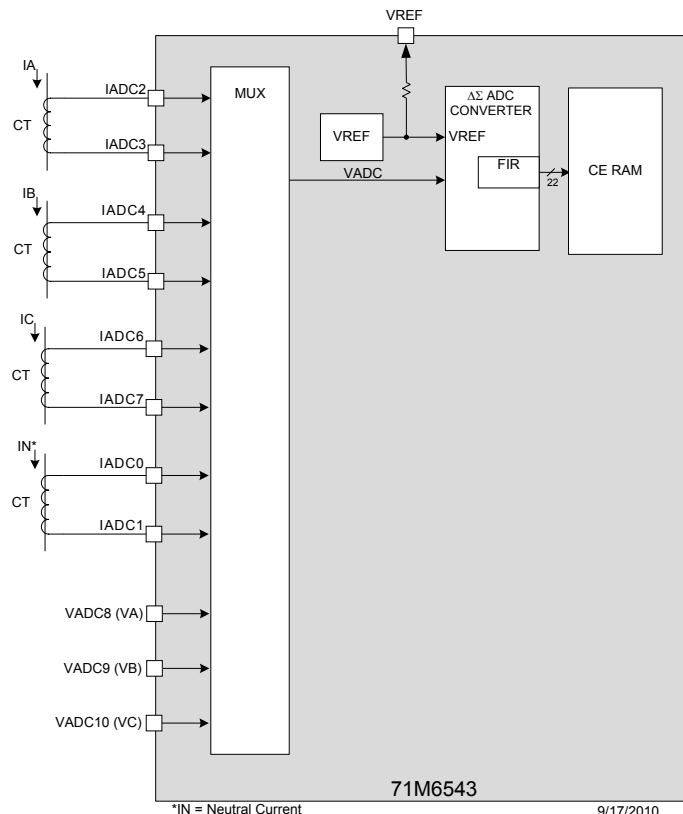 VREF
IA
IADC2
CT
IADC3
MUX
ΔΣ ADC
CONVERTER
VREF
VREF
FIR
22
CE RAM
VADC
IB
IADC4
CT
IADC5
IC
IADC6
CT
IADC7
IN*
IADC0
CT
IADC1
VADC8 (VA)
VADC9 (VB)
VADC10 (VC)
71M6543
*IN = Neutral Current
9/17/2010